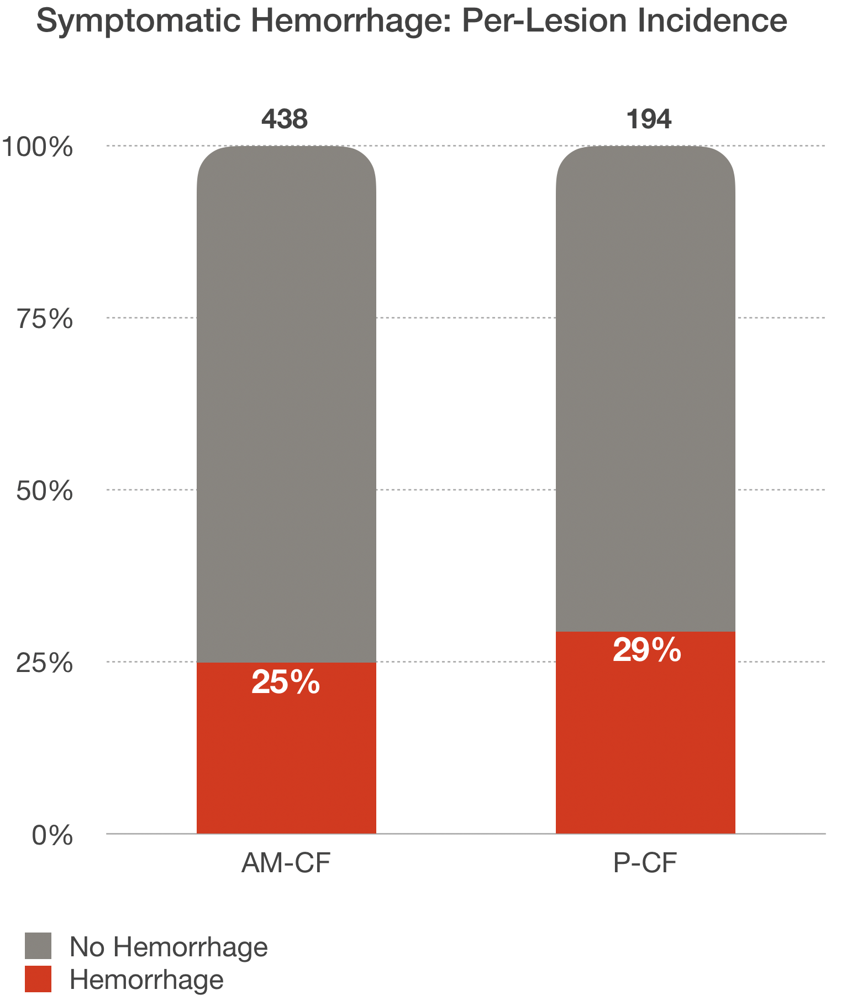 Symptomatic Hemorrhage: Per-Lesion Incidence
438 194
100%
75%
50%
25%
0%
25%
29%
AM-CF P-CF
No Hemorrhage
Hemorrhage